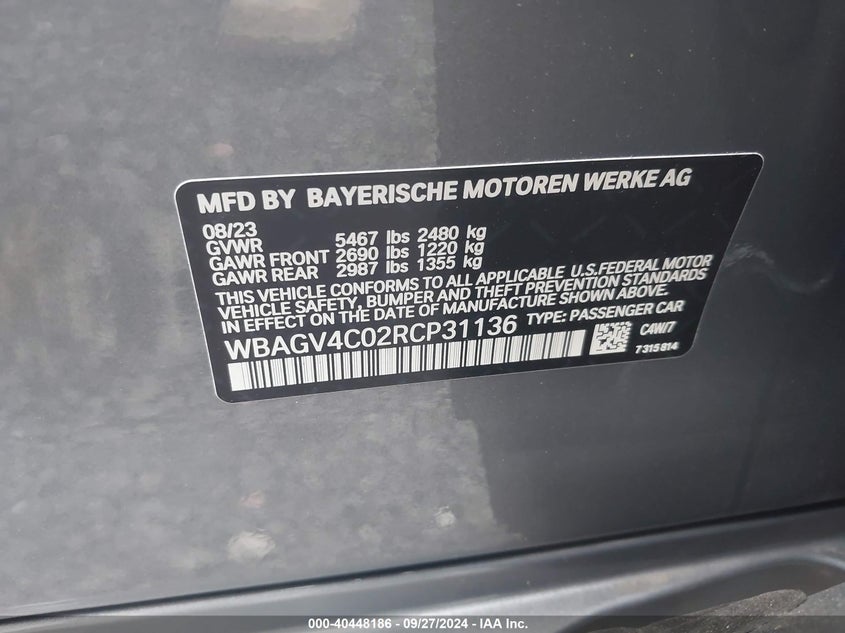 MFD BY BAYERISCHE MOTOREN WERKE AG
08/23
GVWR 5467 lbs 2480 kg
GAWR FRONT 2690 lbs 1220 kg
GAWR REAR 2987 lbs 1355 kg
THIS VEHICLE CONFORMS TO ALL APPLICABLE U.S.FEDERAL MOTOR
VEHICLE SAFETY, BUMPER AND THEFT PREVENTION STANDARDS
IN EFFECT ON THE DATE OF MANUFACTURE SHOWN ABOVE.
WBAGV4C02RCP31136 TYPE: PASSENGER CAR
C4W/7
7315814
000-40448186 - 09/27/2024 - IAA Inc.